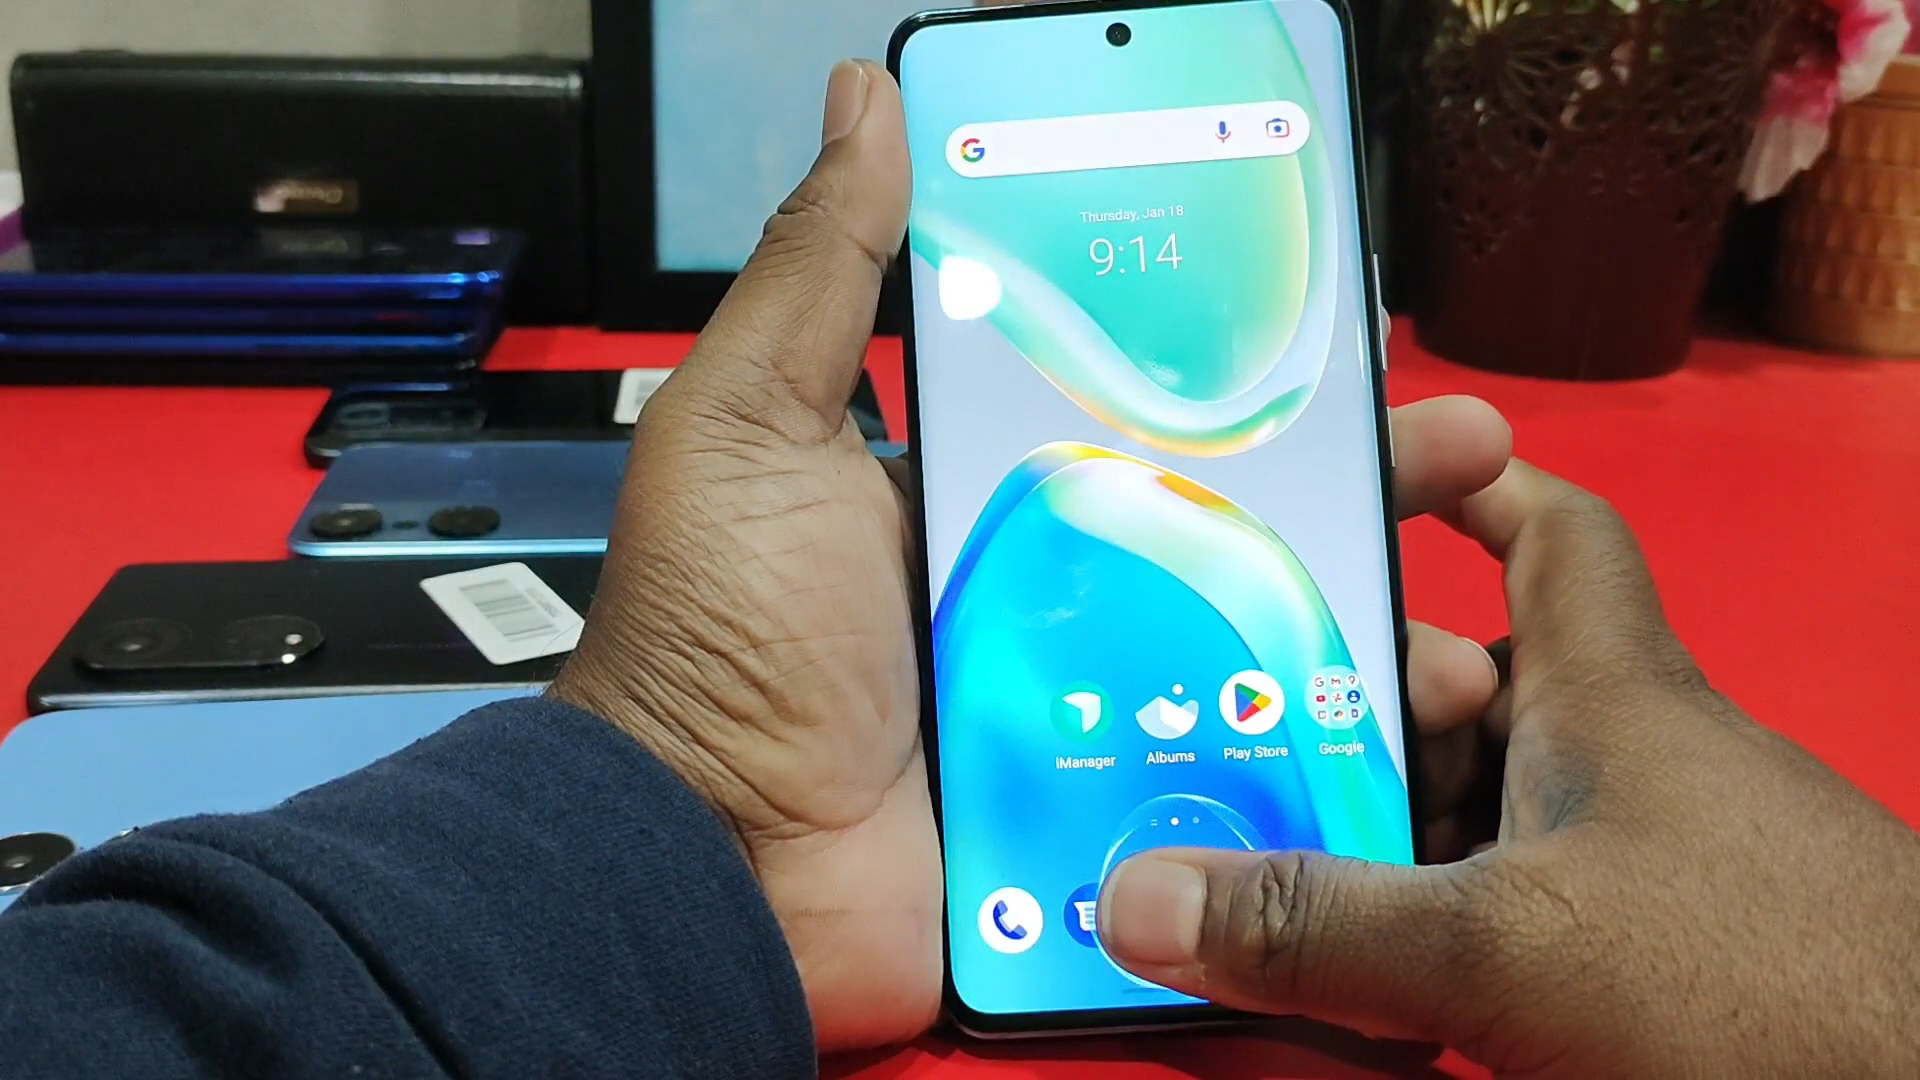 Thursday, Jan 18
9:14
iManager
Albums
Play Store
Google